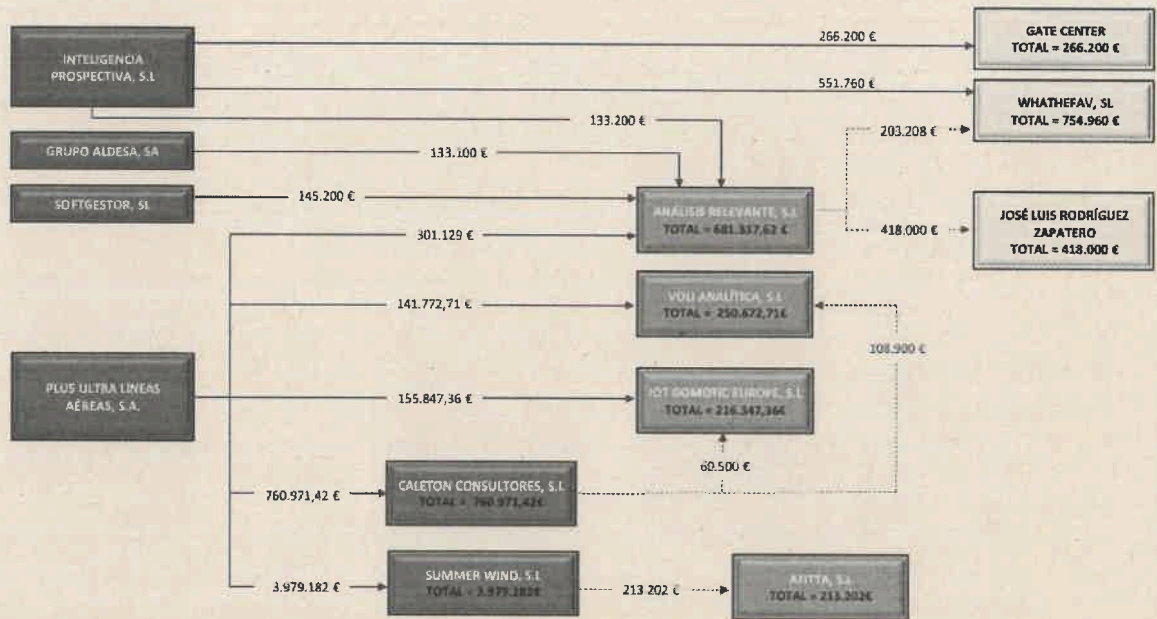 INTELIGENCIA
PROSPECTIVA, S.L
266.200 €
GATE CENTER
TOTAL = 266.200 €
551.760 €
WHATHEFAV, SL
TOTAL = 754.960 €
133.200 €
203.208 €
GRUPO ALDESA, SA
133.100 €
SOFTGESTOR, SL
145.200 €
ANÁLISIS RELEVANTE, S.L
TOTAL = 681.337,62 €
JOSÉ LUIS RODRÍGUEZ
ZAPATERO
TOTAL = 418.000 €
418.000 €
301.129 €
141.772,71 €
VOLI ANALÍTICA, S.L
TOTAL = 250.672,71€
108.900 €
PLUS ULTRA LÍNEAS
AÉREAS, S.A.
155.847,36 €
IOT DOMOTIC EUROPE, S.L
TOTAL = 216.347,36€
60.500 €
760.971,42 €
CALETON CONSULTORES, S.L
TOTAL = 760.971,42€
3.979.182 €
SUMMER WIND, S.L
TOTAL = 3.979.182€
213.202 €
S.L
TOTAL = 213.202€